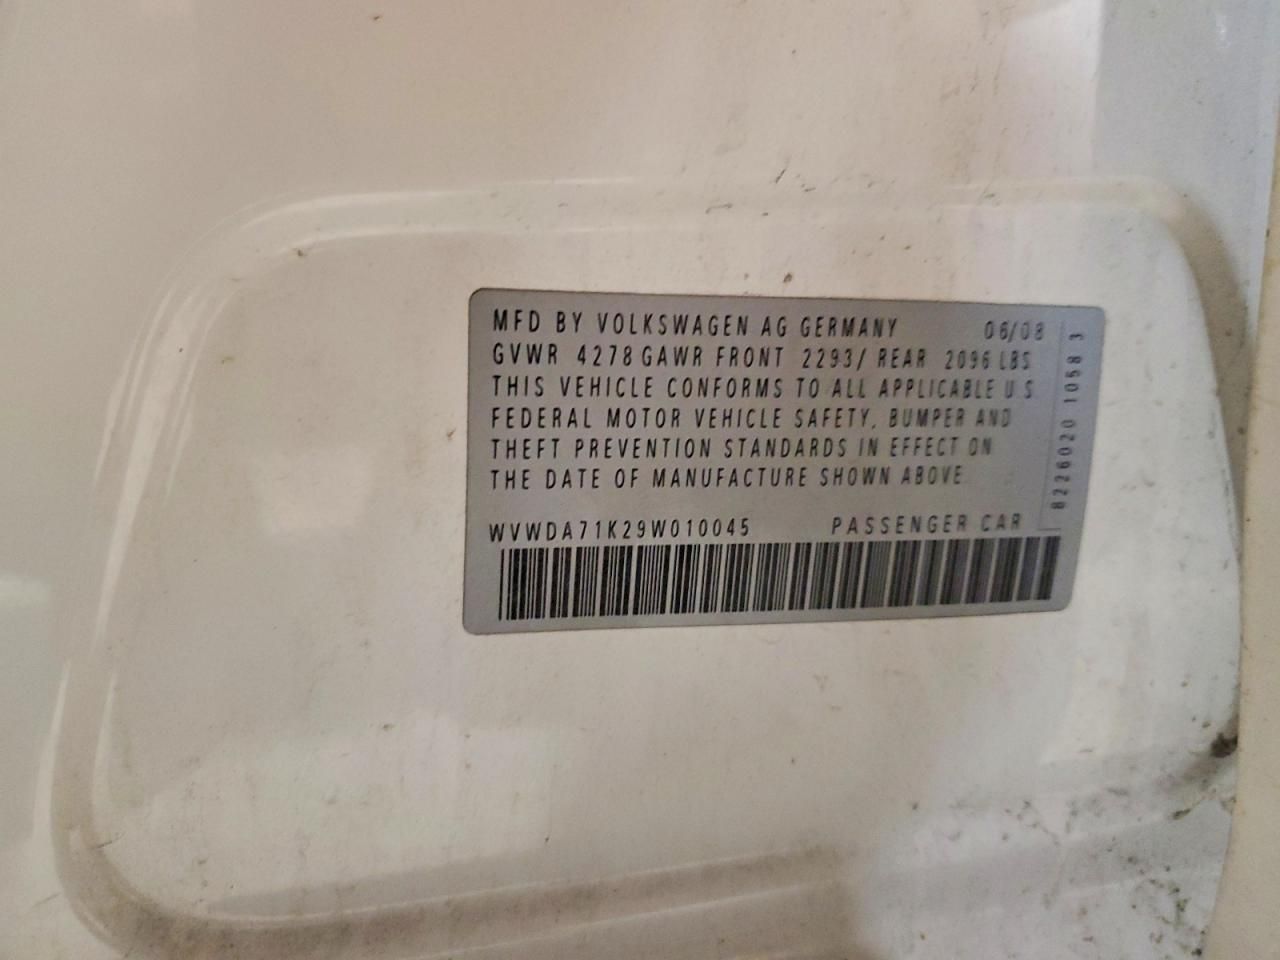 MFD BY VOLKSWAGEN AG GERMANY 06/08
GVWR 4278 GAWR FRONT 2293/ REAR 2096 LBS
THIS VEHICLE CONFORMS TO ALL APPLICABLE U S
FEDERAL MOTOR VEHICLE SAFETY, BUMPER AND
THEFT PREVENTION STANDARDS IN EFFECT ON
THE DATE OF MANUFACTURE SHOWN ABOVE.
WVWDA71K29W010045 PASSENGER CAR
8226020 1058 3